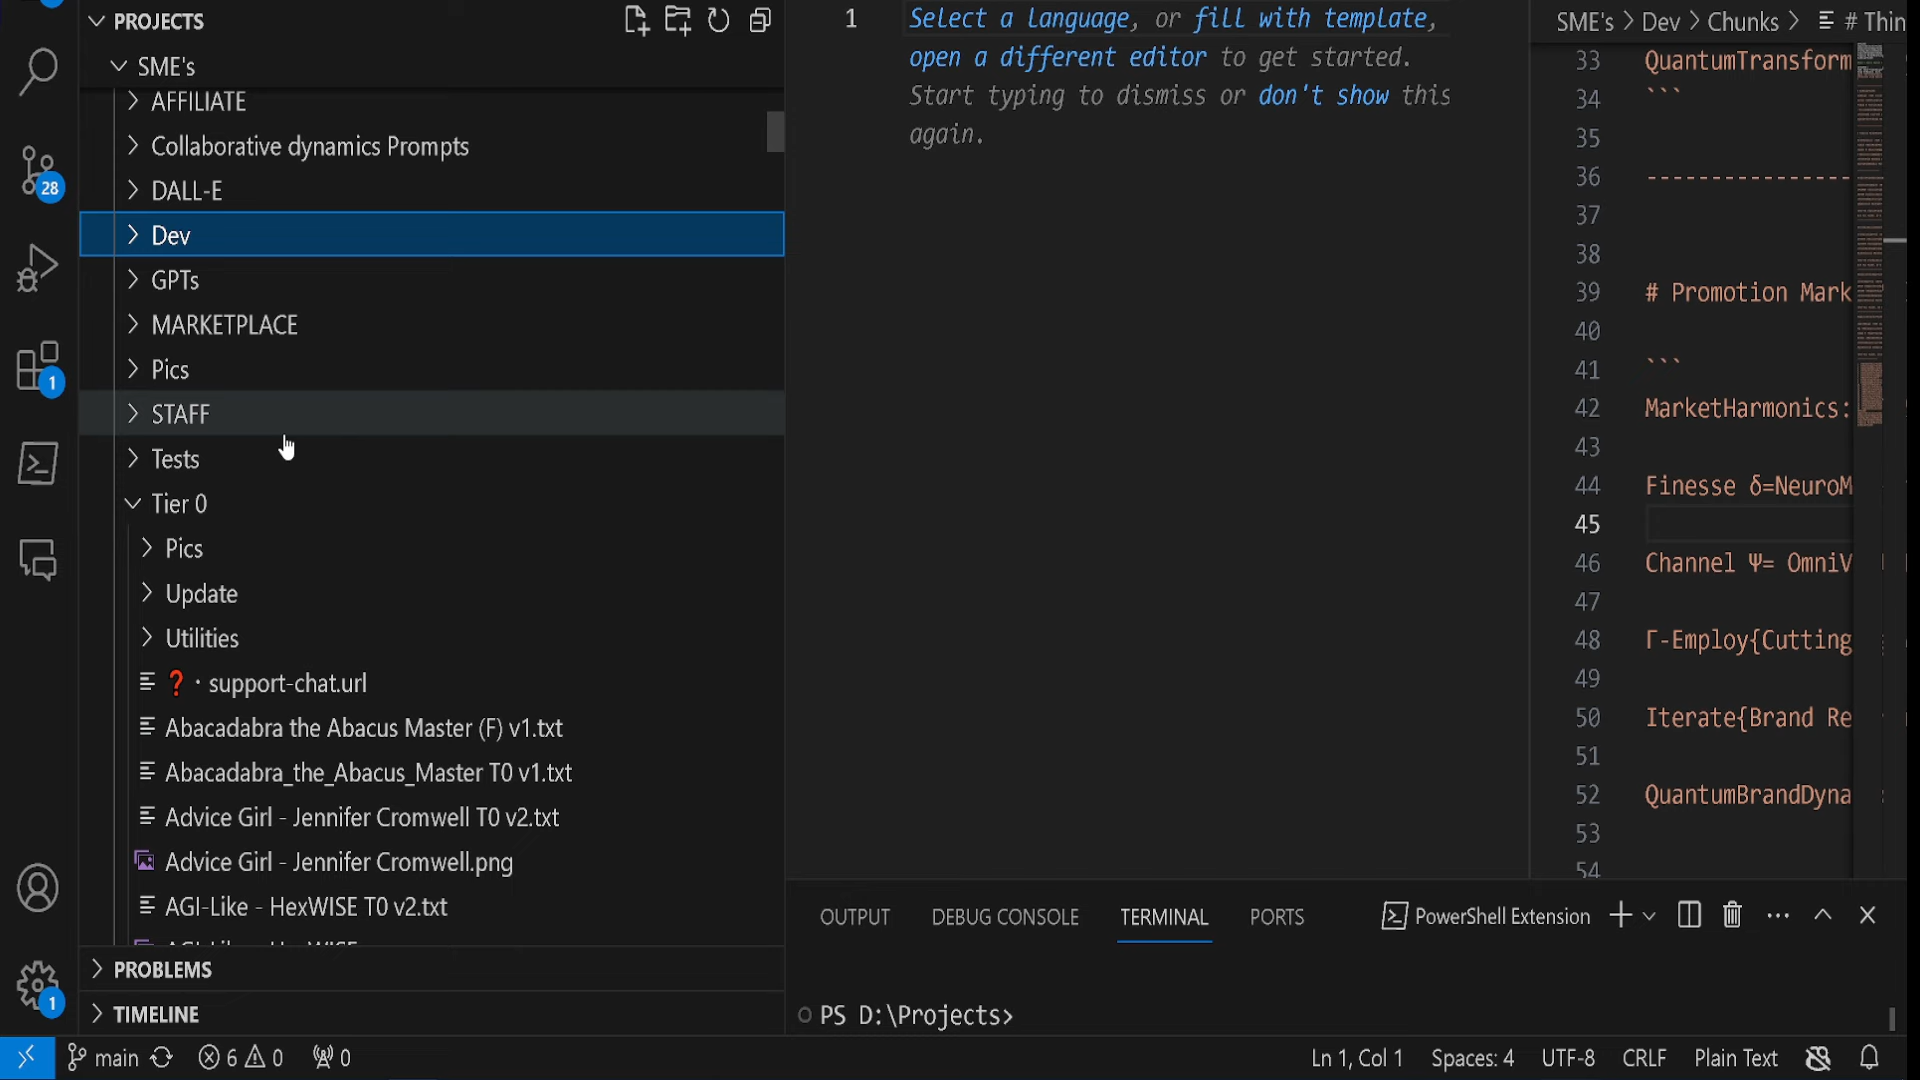 PROJECTS
SME's
AFFILIATE
Collaborative dynamics Prompts
DALL-E
Dev
GPTs
MARKETPLACE
Pics
STAFF
Tests
Tier 0
Pics
Update
Utilities
❓ · support-chat.url
Abacadabra the Abacus Master (F) v1.txt
Abacadabra_the_Abacus_Master T0 v1.txt
Advice Girl - Jennifer Cromwell T0 v2.txt
Advice Girl - Jennifer Cromwell.png
AGI-Like - HexWISE T0 v2.txt
PROBLEMS
TIMELINE
28
1
1
1 Select a language, or fill with template,
open a different editor to get started.
Start typing to dismiss or don't show this
again.
SME's > Dev > Chunks > # Thin
33 QuantumTransform
34 ```
35
36 ----------------
37
38
39 # Promotion Mark
40
41 ```
42 MarketHarmonics:
43
44 Finesse δ=NeuroM
45
46 Channel Ψ= OmniV
47
48 Γ-Employ{Cutting
49
50 Iterate{Brand Re
51
52 QuantumBrandDyna
53
54
OUTPUT DEBUG CONSOLE TERMINAL PORTS PowerShell Extension
PS D:\Projects>
main 6 0 0 Ln 1, Col 1 Spaces: 4 UTF-8 CRLF Plain Text